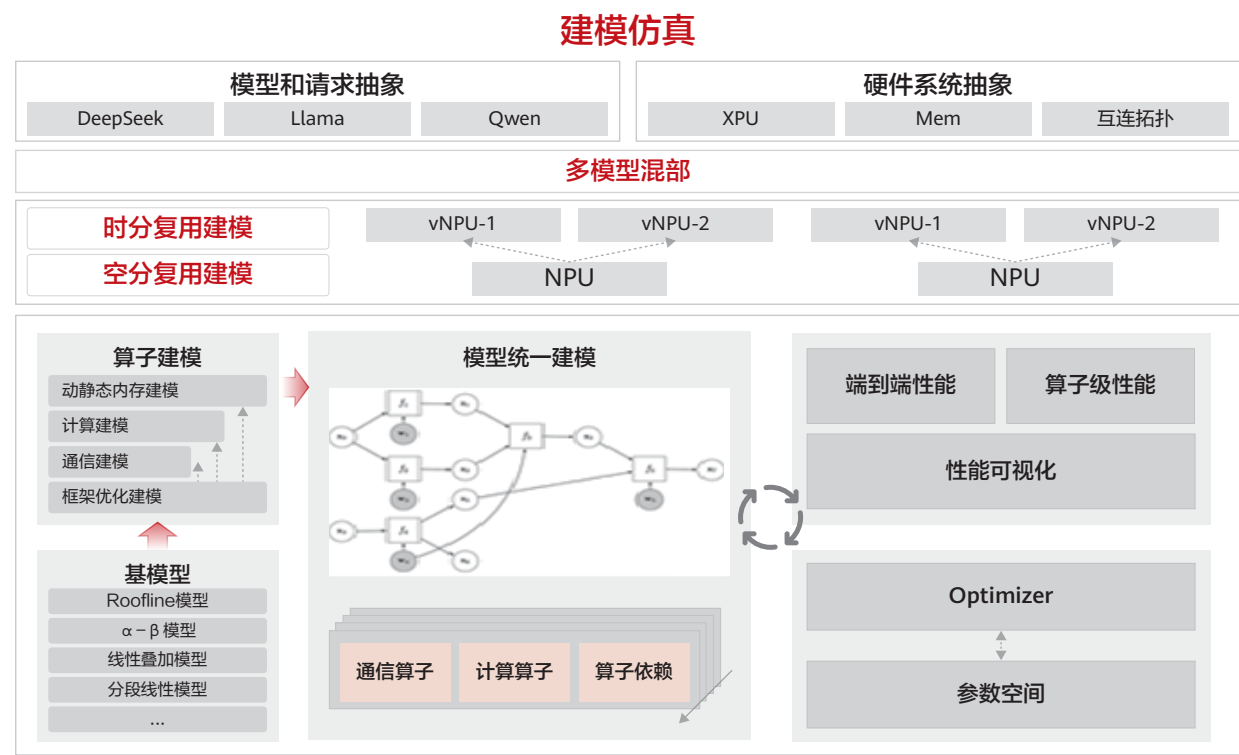 建模仿真
模型和请求抽象
DeepSeek
Llama
Qwen
硬件系统抽象
XPU
Mem
互连拓扑
多模型混部
时分复用建模
空分复用建模
vNPU-1
vNPU-2
NPU
vNPU-1
vNPU-2
NPU
算子建模
动静态内存建模
计算建模
通信建模
框架优化建模
基模型
Roofline模型
α－β 模型
线性叠加模型
分段线性模型
...
模型统一建模
通信算子
计算算子
算子依赖
端到端性能
算子级性能
性能可视化
Optimizer
参数空间